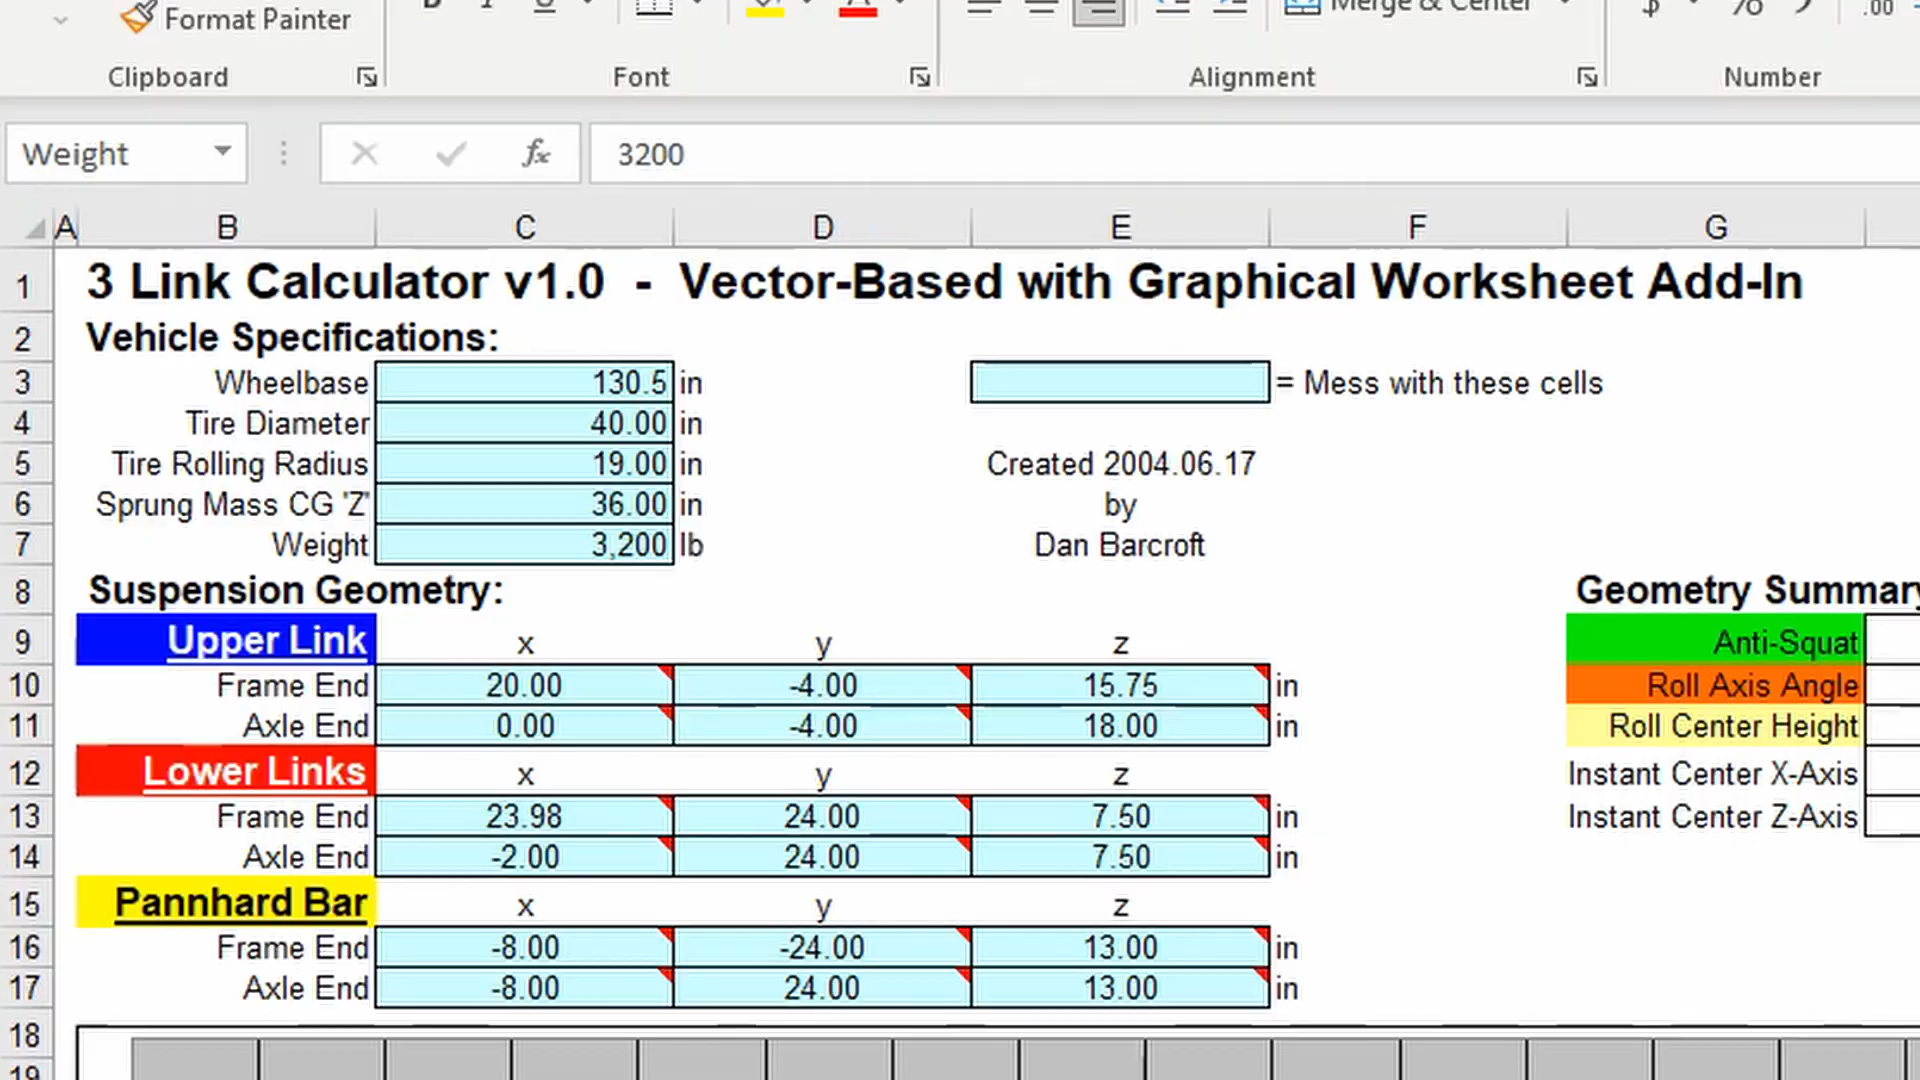 Format Painter
Merge & Center
$ % .00
Clipboard Font Alignment Number
Weight fx 3200
A B C D E F G
1 3 Link Calculator v1.0 - Vector-Based with Graphical Worksheet Add-In
2 Vehicle Specifications:
3 Wheelbase 130.5 in = Mess with these cells
4 Tire Diameter 40.00 in
5 Tire Rolling Radius 19.00 in Created 2004.06.17
6 Sprung Mass CG 'Z' 36.00 in by
7 Weight 3,200 lb Dan Barcroft
8 Suspension Geometry: Geometry Summary
9 Upper Link x y z Anti-Squat
10 Frame End 20.00 -4.00 15.75 in Roll Axis Angle
11 Axle End 0.00 -4.00 18.00 in Roll Center Height
12 Lower Links x y z Instant Center X-Axis
13 Frame End 23.98 24.00 7.50 in Instant Center Z-Axis
14 Axle End -2.00 24.00 7.50 in
15 Pannhard Bar x y z
16 Frame End -8.00 -24.00 13.00 in
17 Axle End -8.00 24.00 13.00 in
18
19